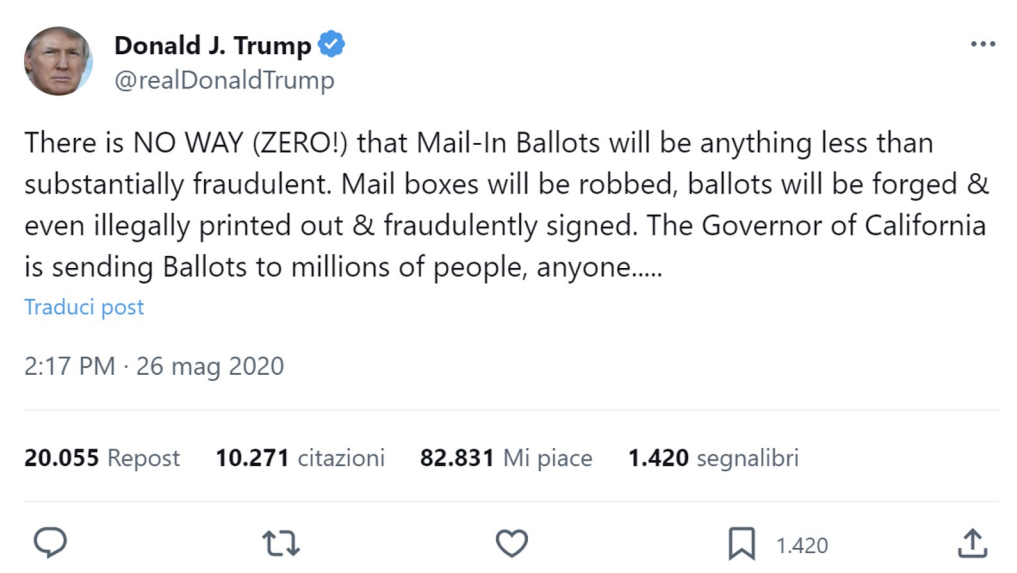 Donald J. Trump
@realDonaldTrump
There is NO WAY (ZERO!) that Mail-In Ballots will be anything less than
substantially fraudulent. Mail boxes will be robbed, ballots will be forged &
even illegally printed out & fraudulently signed. The Governor of California
is sending Ballots to millions of people, anyone.....
Traduci post
2:17 PM · 26 mag 2020
20.055 Repost 10.271 citazioni 82.831 Mi piace 1.420 segnalibri
1.420